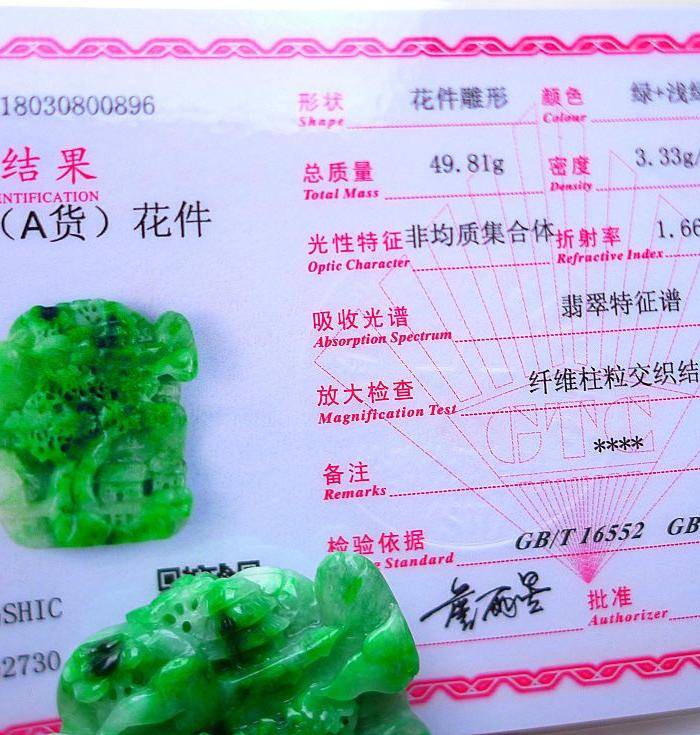 18030800896
结果
ENTIFICATION
（A货）花件
形状 花件雕形 颜色 绿+浅
Shape Colour
总质量 49.81g 密度 3.33g/
Total Mass Density
光性特征 非均质集合体 折射率 1.66
Optic Character Refractive Index
吸收光谱 翡翠特征谱
Absorption Spectrum
放大检查 纤维柱粒交织结
Magnification Test
GTC
****
备注
Remarks
检验依据 GB/T 16552 GB
Standard
批准
Authorizer
SHIC
2730